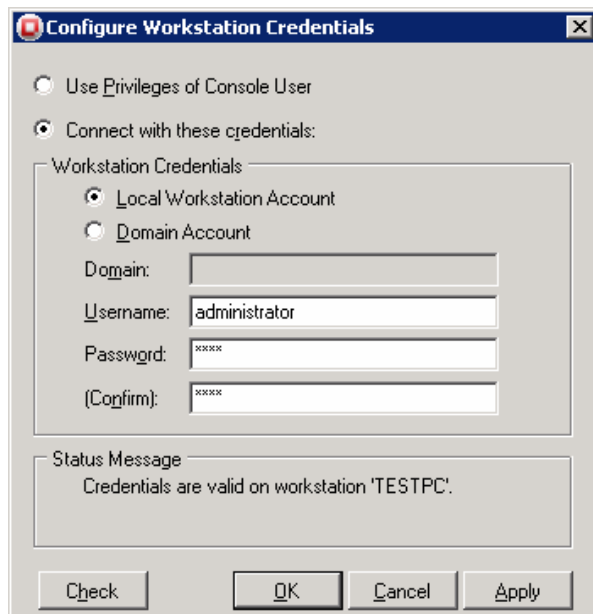 Configure Workstation Credentials
Use Privileges of Console User
Connect with these credentials:
Workstation Credentials
Local Workstation Account
Domain Account
Domain:
Username: administrator
Password: ****
(Confirm): ****
Status Message
Credentials are valid on workstation 'TESTPC'.
Check OK Cancel Apply